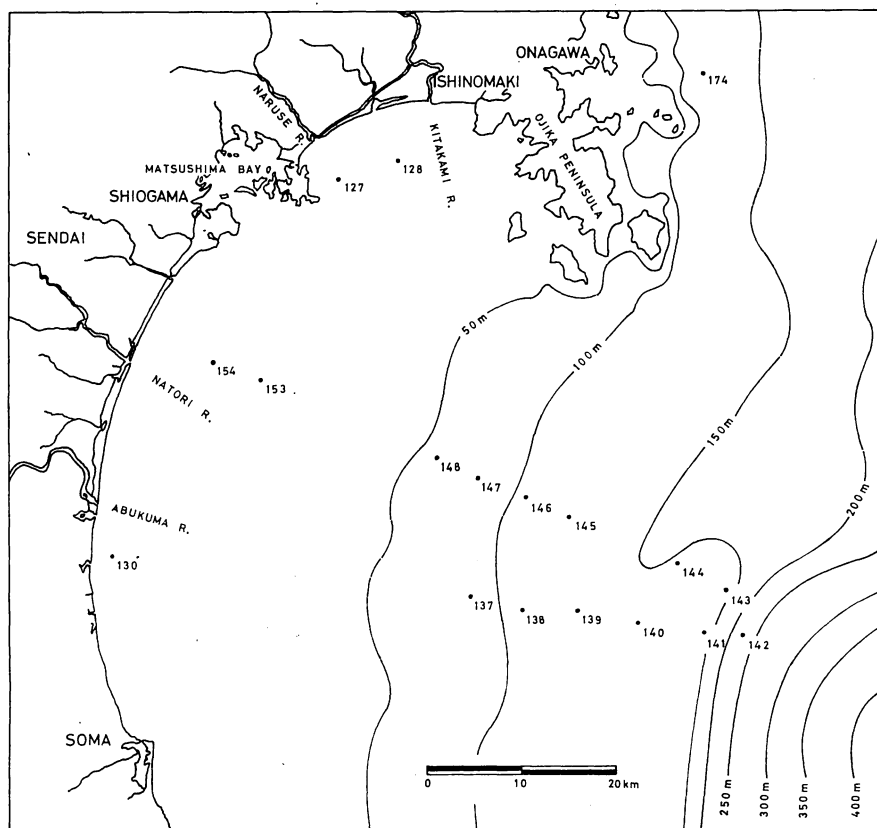 ONAGAWA
174
ISHINOMAKI
NARUSE R.
OJIKA PENINSULA
KITAKAMI R.
128
MATSUSHIMA BAY
127
SHIOGAMA
SENDAI
50m
100m
154
153
NATORI R.
150m
148
147
146
145
200m
ABUKUMA R.
130
144
143
137
138
139
140
141
142
SOMA
0 10 20 km
250m
300m
350m
400m